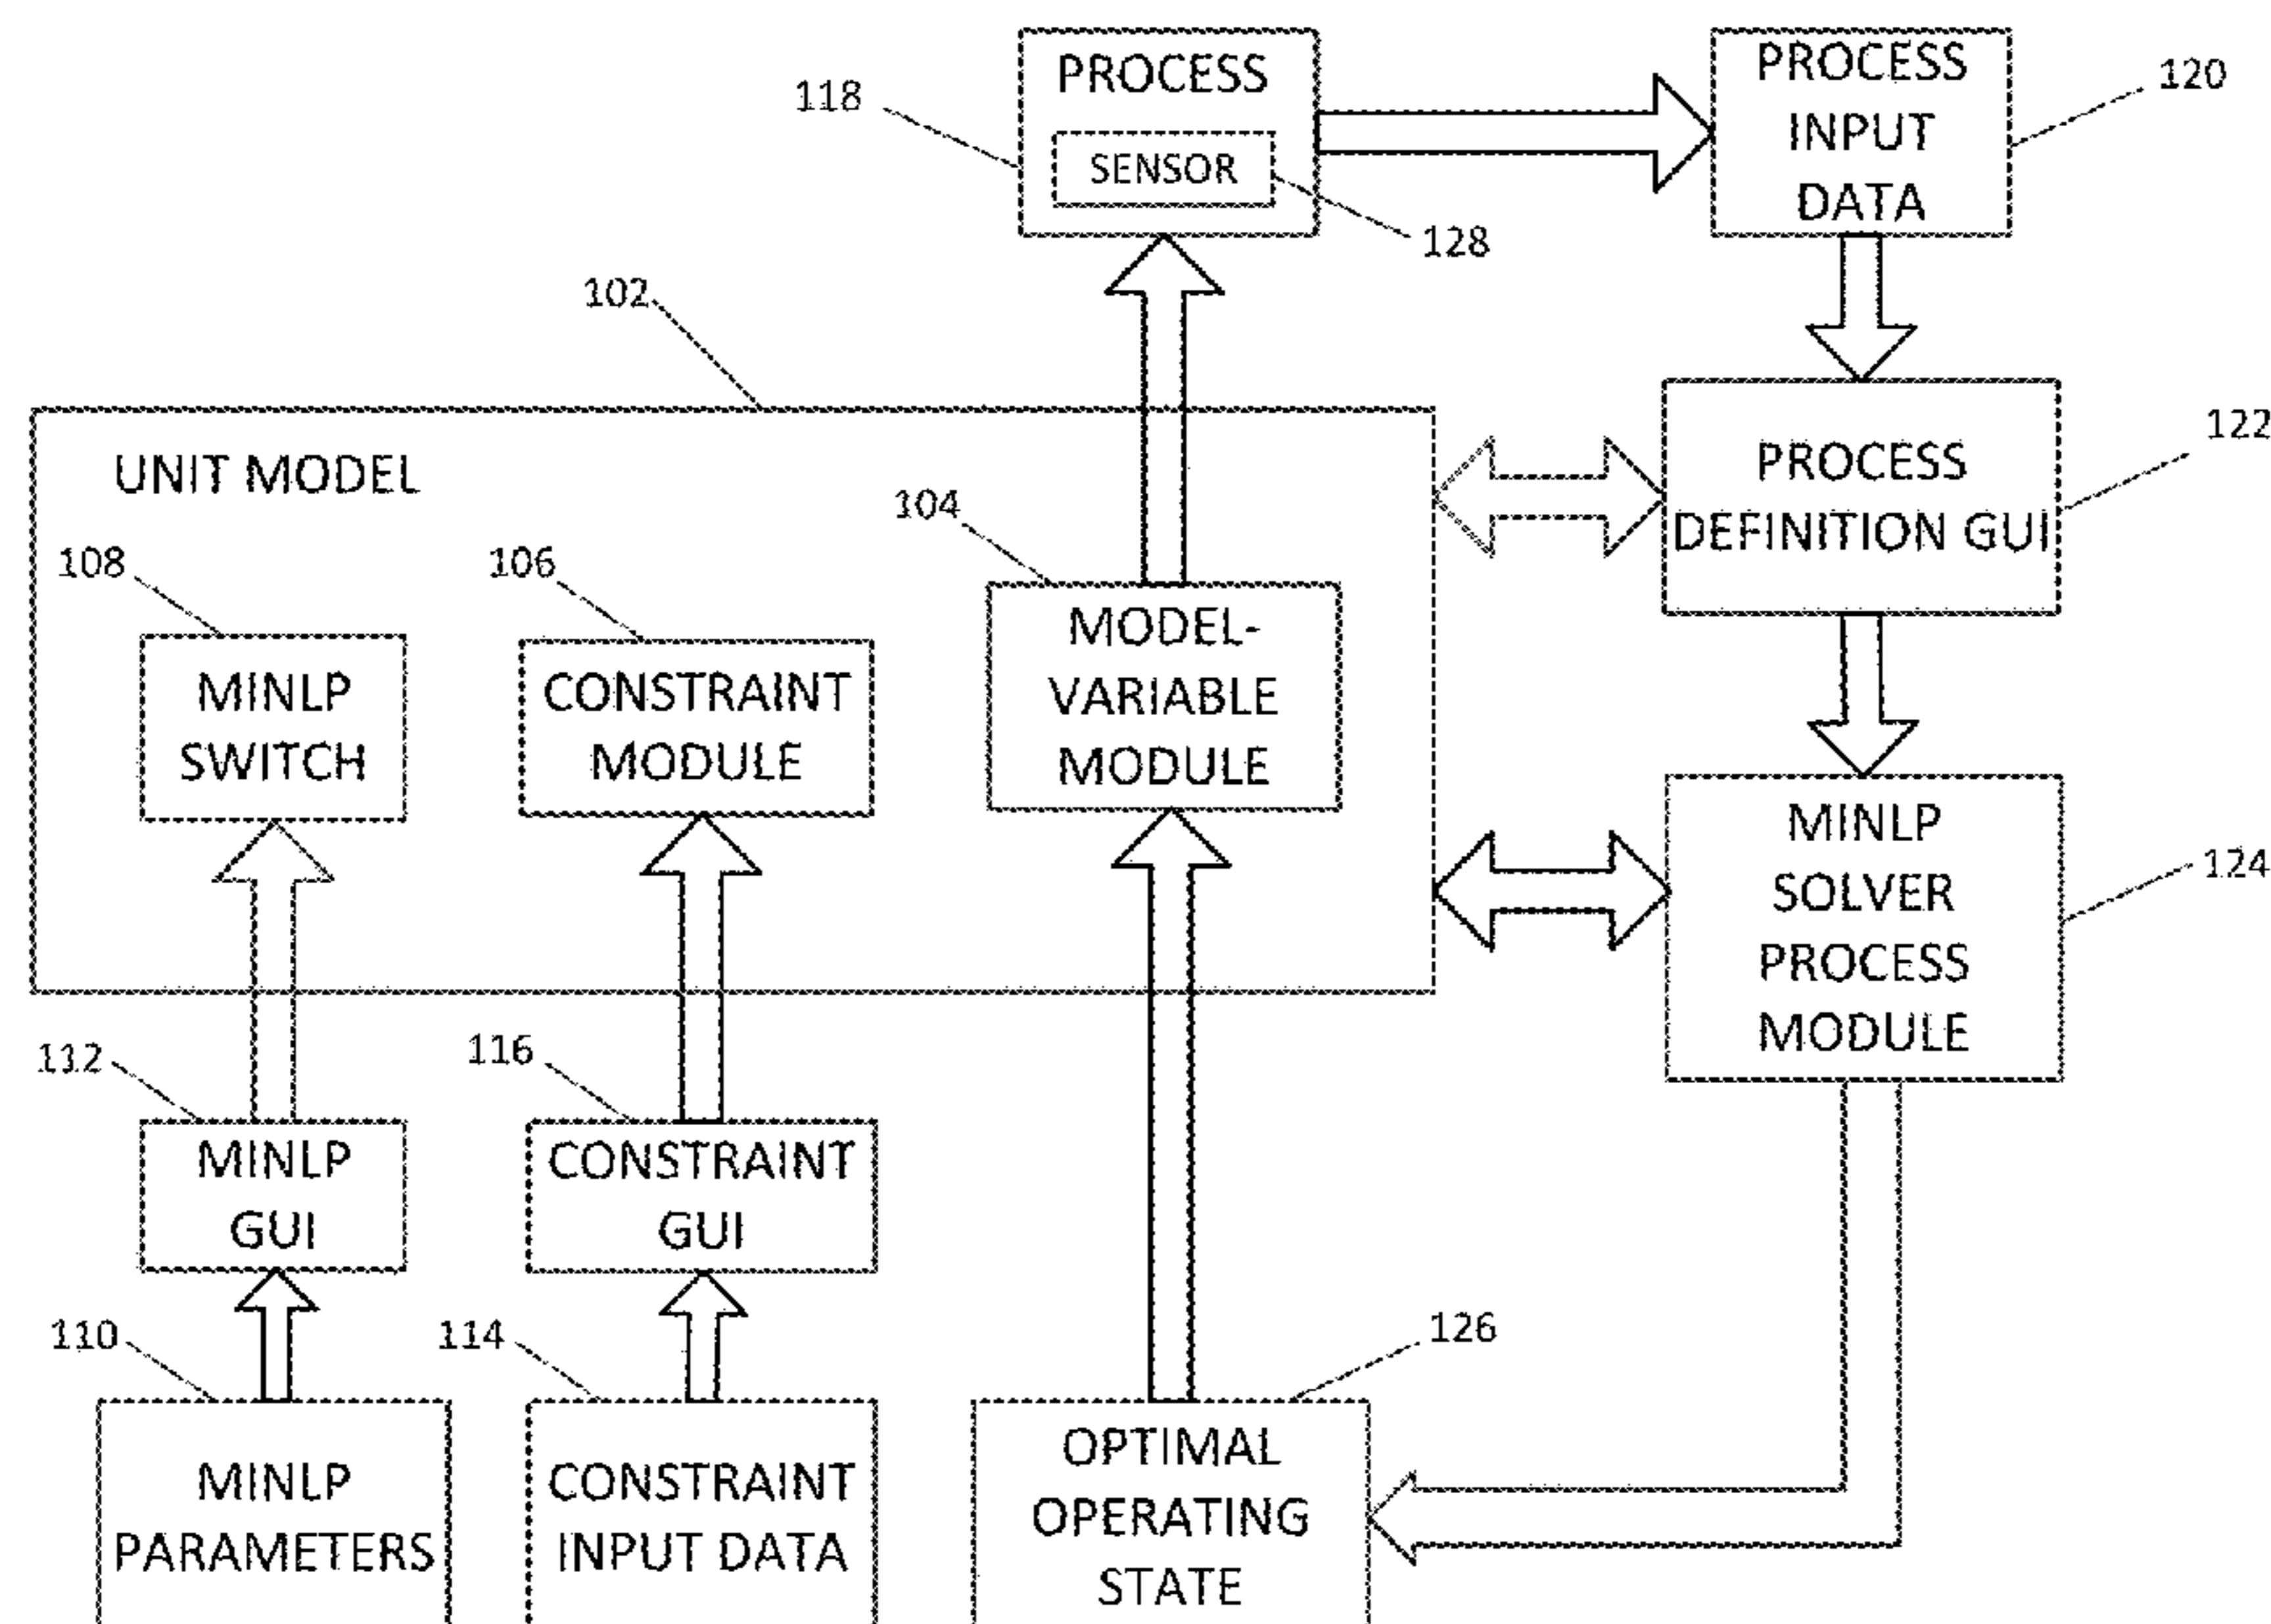 PROCESS
118
SENSOR
128
PROCESS
INPUT
DATA
120
102
UNIT MODEL
PROCESS
DEFINITION GUI
122
108
MINLP
SWITCH
106
CONSTRAINT
MODULE
104
MODEL-
VARIABLE
MODULE
MINLP
SOLVER
PROCESS
MODULE
124
112
MINLP
GUI
116
CONSTRAINT
GUI
110
MINLP
PARAMETERS
114
CONSTRAINT
INPUT DATA
126
OPTIMAL
OPERATING
STATE